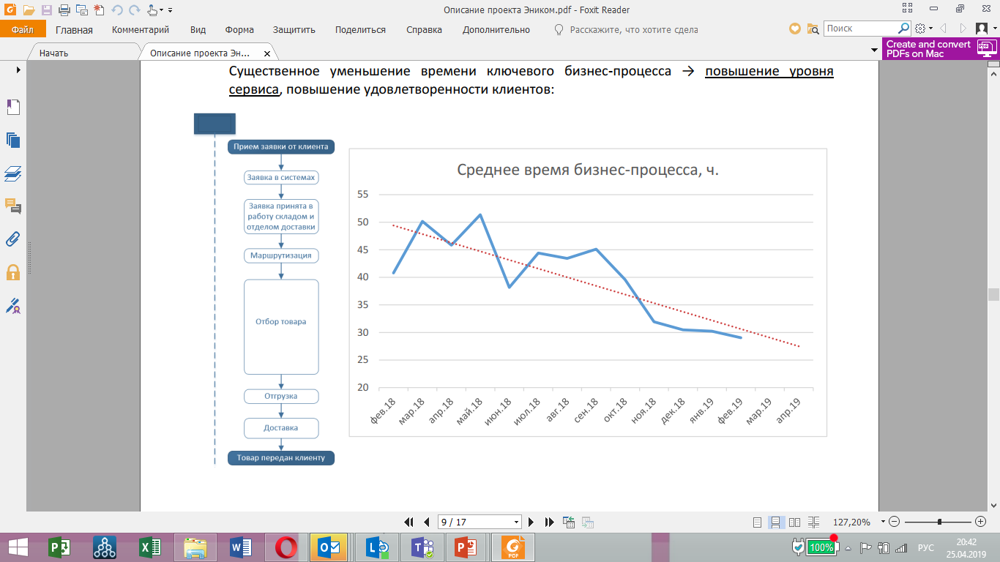 Описание проекта Эником.pdf - Foxit Reader
Файл
Главная
Комментарий
Вид
Форма
Защитить
Поделиться
Справка
Дополнительно
Расскажите, что хотите сдела
Поиск
Начать
Описание проекта Эн...
Create and convert
PDFs on Mac
Существенное уменьшение времени ключевого бизнес-процесса → повышение уровня
сервиса, повышение удовлетворенности клиентов:
Прием заявки от клиента
Заявка в системах
Заявка принята в
работу складом и
отделом доставки
Маршрутизация
Отбор товара
Отгрузка
Доставка
Товар передан клиенту
Среднее время бизнес-процесса, ч.
55
50
45
40
35
30
25
20
фев.18
мар.18
апр.18
май.18
июн.18
июл.18
авг.18
сен.18
окт.18
ноя.18
дек.18
янв.19
фев.19
мар.19
апр.19
9 / 17
127,20%
100%
РУС
20:42
25.04.2019